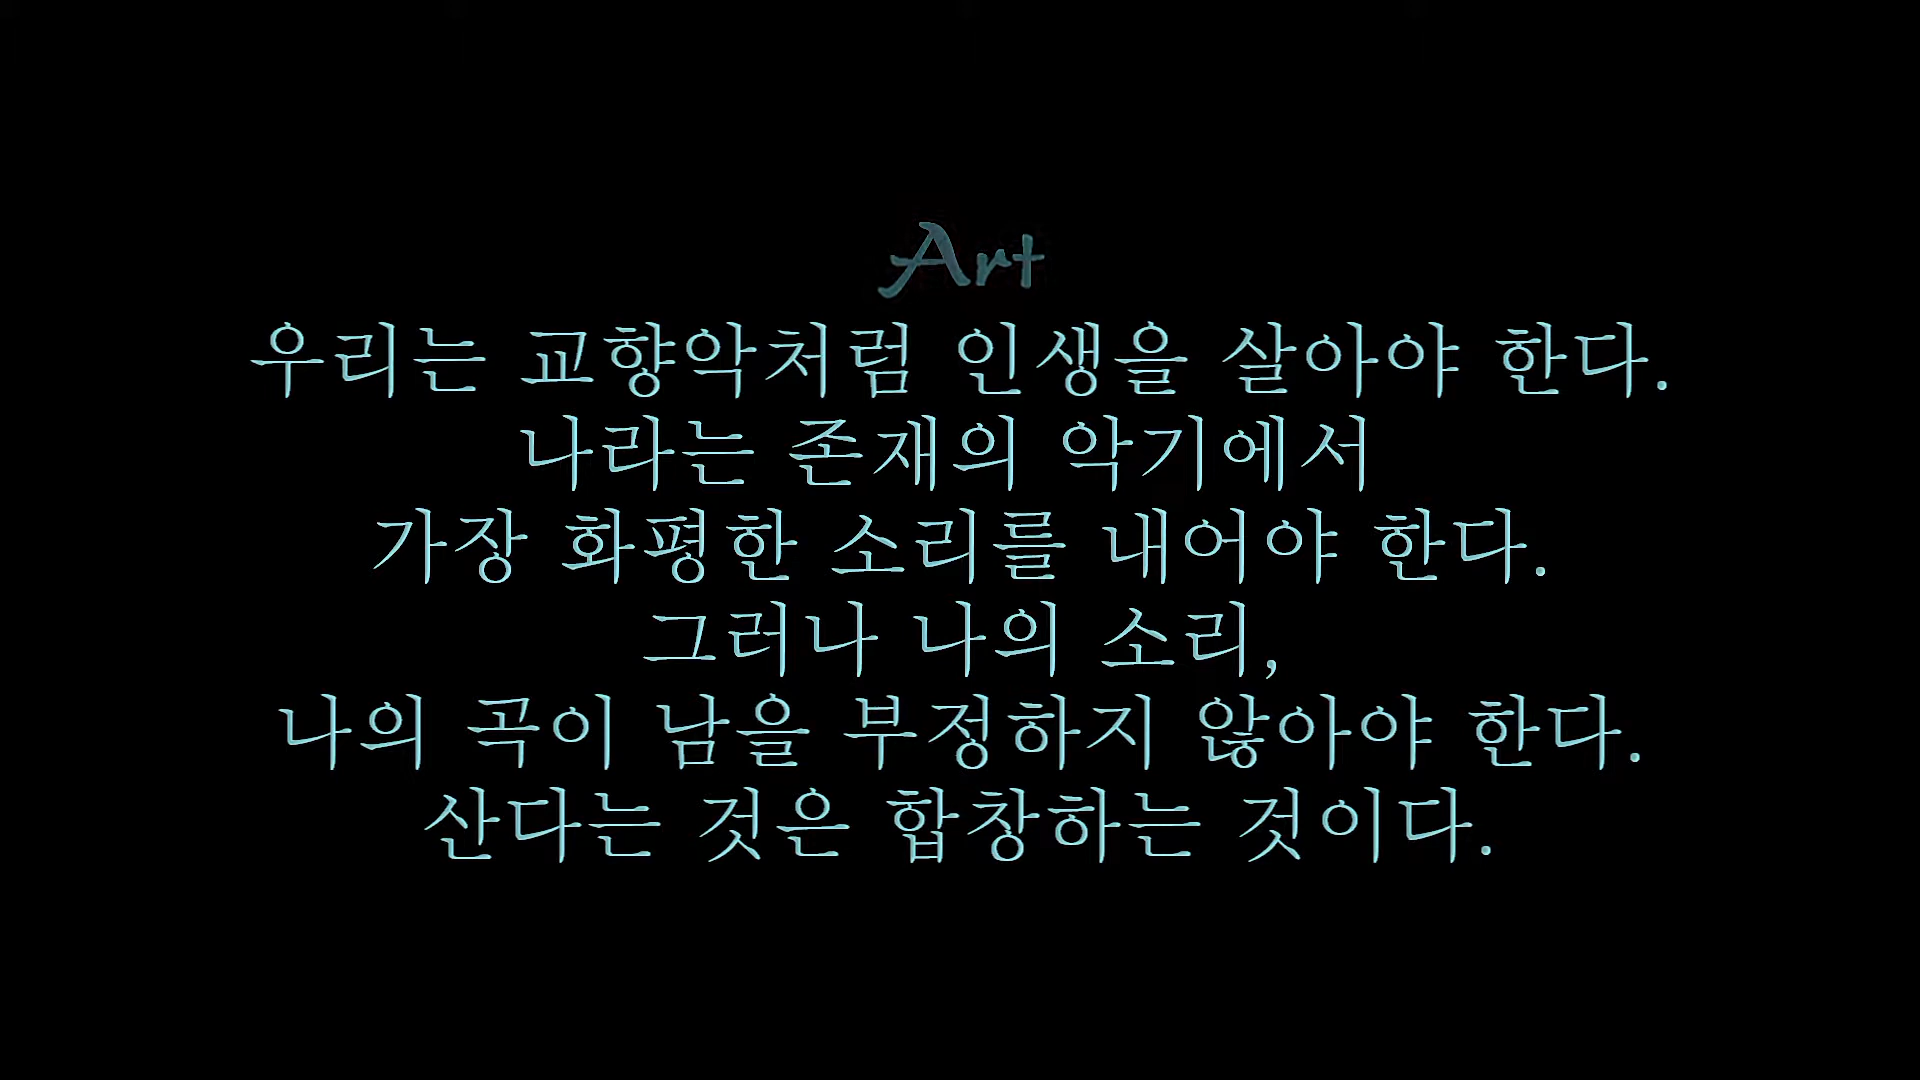 Art
우리는 교향악처럼 인생을 살아야 한다.
나라는 존재의 악기에서
가장 화평한 소리를 내어야 한다.
그러나 나의 소리,
나의 곡이 남을 부정하지 않아야 한다.
산다는 것은 합창하는 것이다.